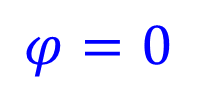 φ = 0